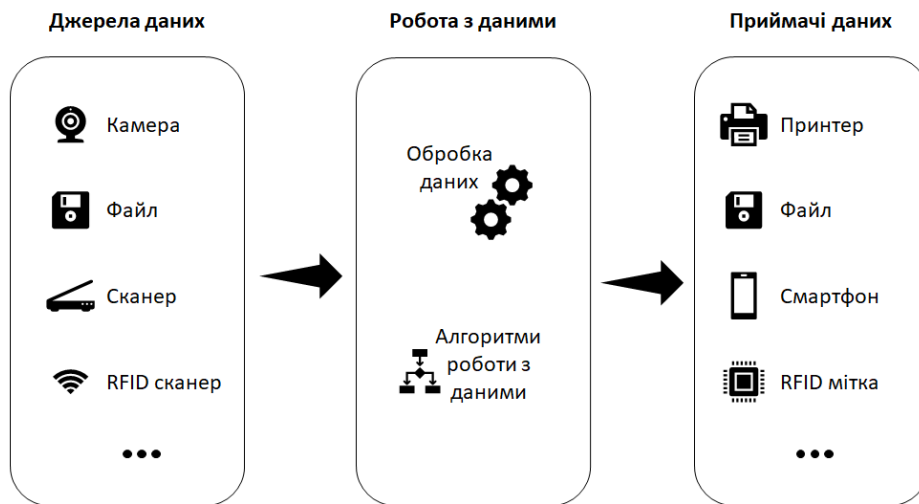 Джерела даних
Камера
Файл
Сканер
RFID сканер
Робота з даними
Обробка
даних
Алгоритми
роботи з
даними
Приймачі даних
Принтер
Файл
Смартфон
RFID мітка